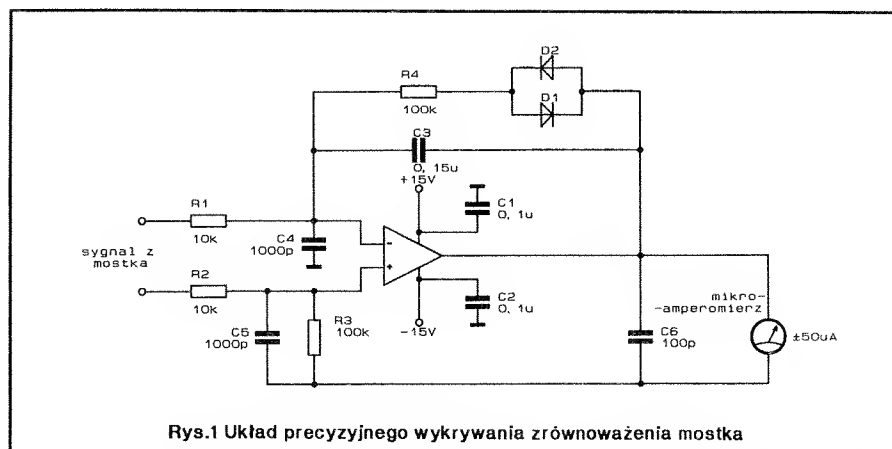 D2
R4
D1
100k
C3
0, 15u
+15V
R1
C1
0, 1u
10k
C4
1000p
sygnal z
mostka
-
+
R2
C2
0, 1u
10k
mikro-
-amperomierz
R3
100k
-15V
C5
1000p
C6
100p
±50uA
Rys.1 Układ precyzyjnego wykrywania zrównoważenia mostka